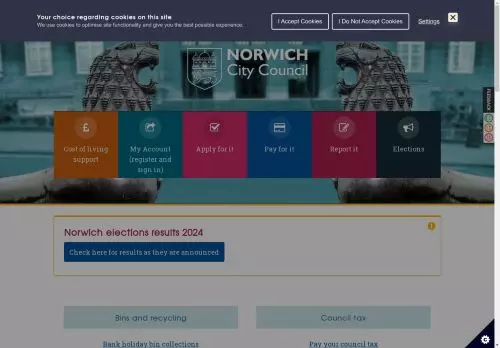 Your choice regarding cookies on this site
We use cookies to optimise site functionality and give you the best possible experience.
I Accept Cookies
I Do Not Accept Cookies
Settings
NORWICH
City Council
FEEDBACK
£
Cost of living
support
My Account
(register and
sign in)
Apply for it
Pay for it
Report it
Elections
Norwich elections results 2024
Check here for results as they are announced
Bins and recycling
Council tax
Bank holiday bin collections
Pay your council tax